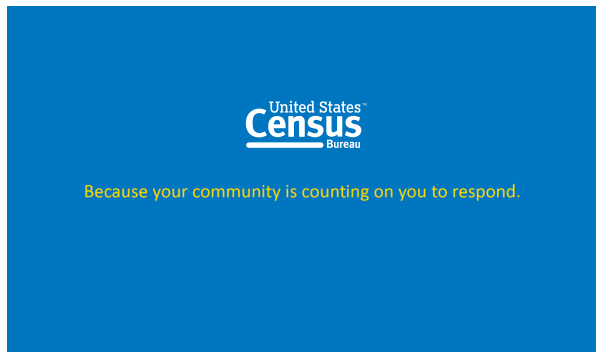 United States™
Census
Bureau
Because your community is counting on you to respond.